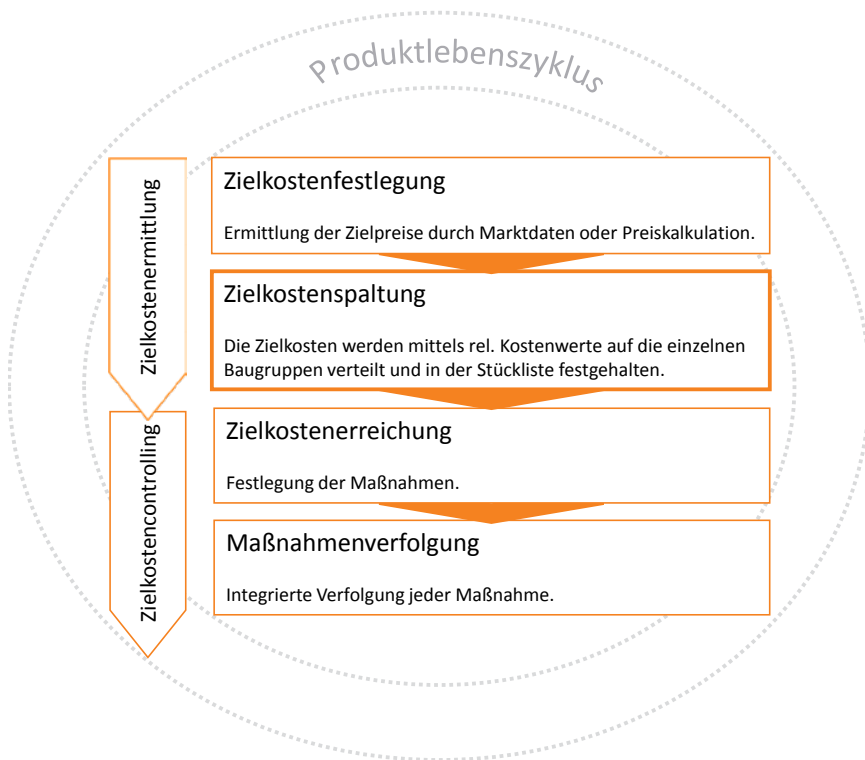 Produktlebenszyklus
Zielkostenermittlung
Zielkostenfestlegung
Ermittlung der Zielpreise durch Marktdaten oder Preiskalkulation.
Zielkostenspaltung
Die Zielkosten werden mittels rel. Kostenwerte auf die einzelnen
Baugruppen verteilt und in der Stückliste festgehalten.
Zielkostencontrolling
Zielkostenerreichung
Festlegung der Maßnahmen.
Maßnahmenverfolgung
Integrierte Verfolgung jeder Maßnahme.